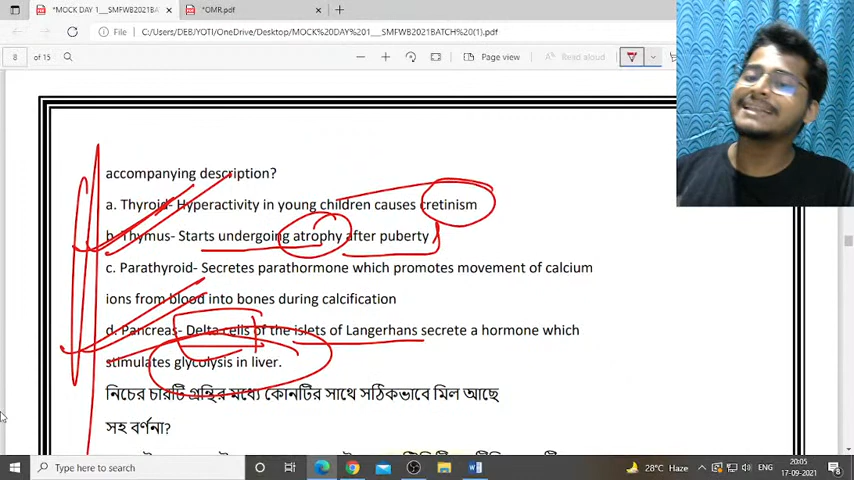 *MOCK DAY 1___SMFWB2021BATCH
*OMR.pdf
File
C:/Users/DEB/YOTI/OneDrive/Desktop/MOCK%20DAY%201___SMFWB2021BATCH%20(1).pdf
8 of 15
Page view
Read aloud
accompanying description?
a. Thyroid- Hyperactivity in young children causes cretinism
b. Thymus- Starts undergoing atrophy after puberty
c. Parathyroid- Secretes parathormone which promotes movement of calcium
ions from blood into bones during calcification
d. Pancreas- Delta cells of the islets of Langerhans secrete a hormone which
stimulates glycolysis in liver.
নিচের চারটি গ্রন্থির মধ্যে কোনটির সাথে সঠিকভাবে মিল আছে
সহ বর্ণনা?
Type here to search
28°C Haze
ENG
20:05
17-09-2021
8